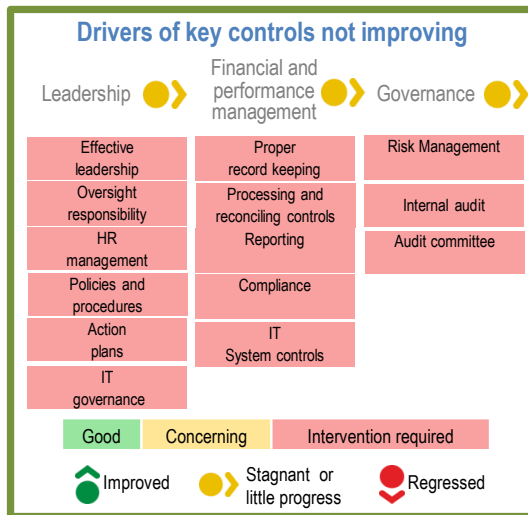 Drivers of key controls not improving
Leadership
Financial and
performance
management
Governance
Effective
leadership
Oversight
responsibility
HR
management
Policies and
procedures
Action
plans
IT
governance
Proper
record keeping
Processing and
reconciling controls
Reporting
Compliance
IT
System controls
Risk Management
Internal audit
Audit committee
Good
Concerning
Intervention required
Improved
Stagnant or
little progress
Regressed